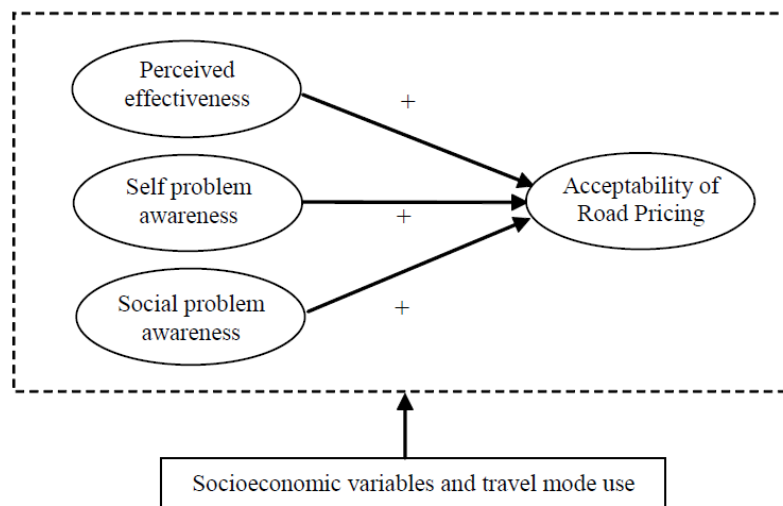 Perceived
effectiveness
+
Self problem
awareness
+
Acceptability of
Road Pricing
Social problem
awareness
+
Socioeconomic variables and travel mode use